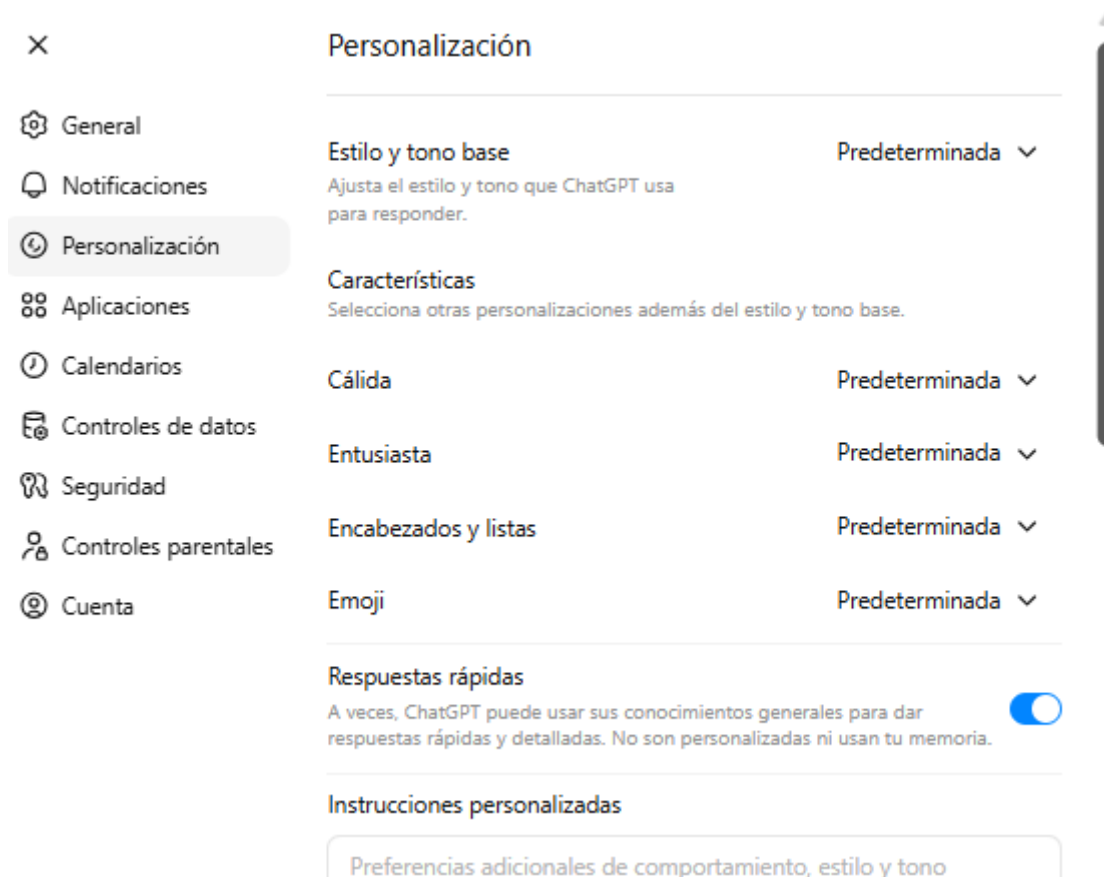 Personalización
General
Notificaciones
Personalización
Aplicaciones
Calendarios
Controles de datos
Seguridad
Controles parentales
Cuenta
Estilo y tono base
Predeterminada
Ajusta el estilo y tono que ChatGPT usa
para responder.
Características
Selecciona otras personalizaciones además del estilo y tono base.
Cálida
Predeterminada
Entusiasta
Predeterminada
Encabezados y listas
Predeterminada
Emoji
Predeterminada
Respuestas rápidas
A veces, ChatGPT puede usar sus conocimientos generales para dar
respuestas rápidas y detalladas. No son personalizadas ni usan tu memoria.
Instrucciones personalizadas
Preferencias adicionales de comportamiento, estilo y tono